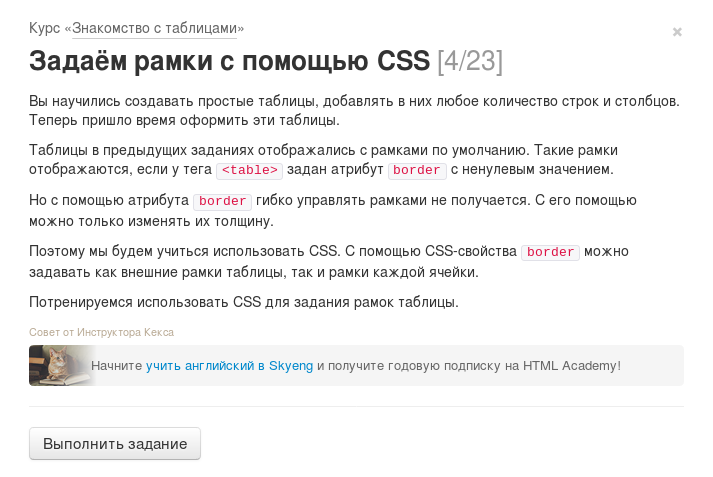 Курс «Знакомство с таблицами»
×
Задаём рамки с помощью CSS [4/23]
Вы научились создавать простые таблицы, добавлять в них любое количество строк и столбцов.
Теперь пришло время оформить эти таблицы.
Таблицы в предыдущих заданиях отображались с рамками по умолчанию. Такие рамки
отображаются, если у тега <table> задан атрибут border с ненулевым значением.
Но с помощью атрибута border гибко управлять рамками не получается. С его помощью
можно только изменять их толщину.
Поэтому мы будем учиться использовать CSS. С помощью CSS-свойства border можно
задавать как внешние рамки таблицы, так и рамки каждой ячейки.
Потренируемся использовать CSS для задания рамок таблицы.
Совет от Инструктора Кекса
Начните учить английский в Skyeng и получите годовую подписку на HTML Academy!
Выполнить задание